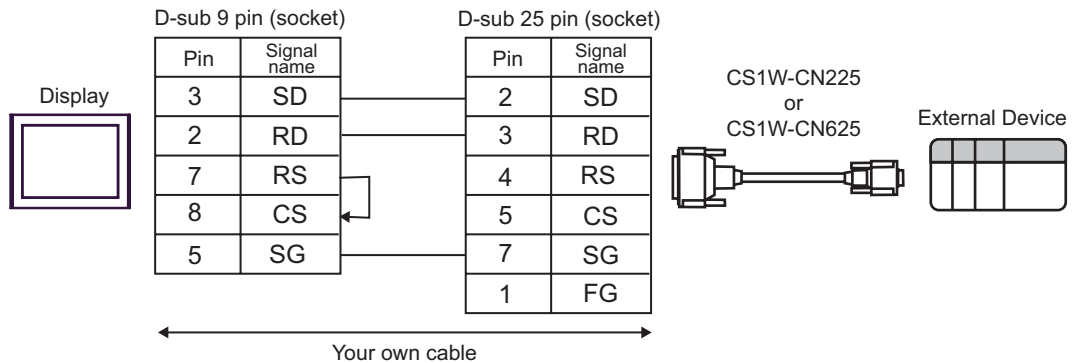 D-sub 9 pin (socket)
D-sub 25 pin (socket)
Display
Pin Signal name
3 SD
2 RD
7 RS
8 CS
5 SG
Pin Signal name
2 SD
3 RD
4 RS
5 CS
7 SG
1 FG
CS1W-CN225
or
CS1W-CN625
External Device
Your own cable